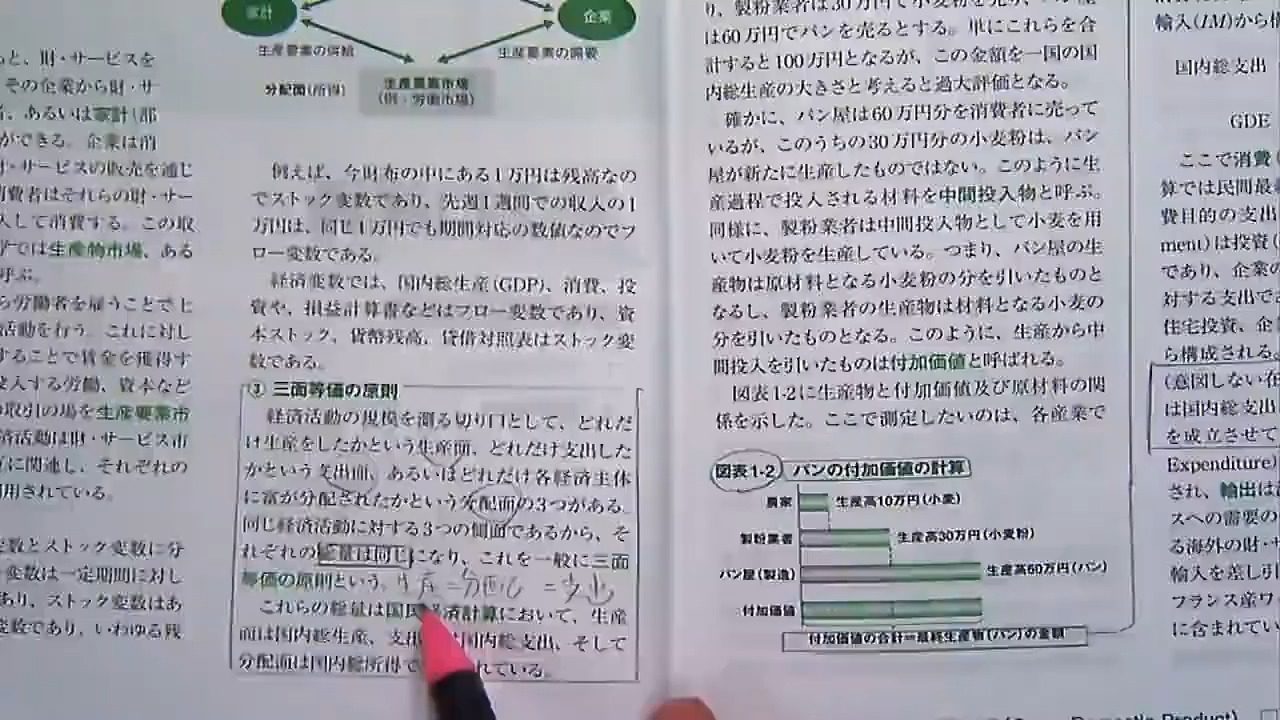 家計
企業
生産要素の供給
生産要素の需要
分配面(所得)
生産要素市場
(例:労働市場)
と、財・サービスを
その企業から財・サ
あるいは家計(部
ができる。企業は消
・サービスの販売を通じ
消費者はそれらの財・サー
入して消費する。この取
では生産物市場、ある
呼ぶ。
ら労働者を雇うことで上
活動を行う。これに対し
することで賃金を獲得す
投入する労働、資本など
の取引の場を生産要素市
経済活動は財・サービス市
に関連し、それぞれの
用されている。
変数とストック変数に分
変数は一定期間に対し
あり、ストック変数はあ
変数であり、いわゆる残
例えば、今財布の中にある1万円は残高なの
でストック変数であり、先週1週間での収入の1
万円は、同じ1万円でも期間対応の数値なのでフ
ロー変数である。
経済変数では、国内総生産(GDP)、消費、投
資や、損益計算書などはフロー変数であり、資
本ストック、貨幣残高、貸借対照表はストック変
数である。
③ 三面等価の原則
経済活動の規模を測る切り口として、どれだ
け生産をしたかという生産面、どれだけ支出した
かという支出面、あるいはどれだけ各経済主体
に富が分配されたかという分配面の3つがある。
同じ経済活動に対する3つの側面であるから、そ
れぞれの総量は同じになり、これを一般に三面
等価の原則という。生産=分配=支出
これらの総量は国民経済計算において、生産
面は国内総生産、支出 国内総支出、そして
分配面は国内総所得で れている。
り、製粉業者は30万円で小麦粉を売り、パン屋
は60万円でパンを売るとする。単にこれらを合
計すると100万円となるが、この金額を一国の国
内総生産の大きさと考えると過大評価となる。
確かに、パン屋は60万円分を消費者に売って
いるが、このうちの30万円分の小麦粉は、パン
屋が新たに生産したものではない。このように生
産過程で投入される材料を中間投入物と呼ぶ。
同様に、製粉業者は中間投入物として小麦を用
いて小麦粉を生産している。つまり、パン屋の生
産物は原材料となる小麦粉の分を引いたものと
なるし、製粉業者の生産物は材料となる小麦の
分を引いたものとなる。このように、生産から中
間投入を引いたものは付加価値と呼ばれる。
図表1-2に生産物と付加価値及び原材料の関
係を示した。ここで測定したいのは、各産業で
図表1-2 パンの付加価値の計算
農家 生産高10万円(小麦)
製粉業者 生産高30万円(小麦粉)
パン屋(製造) 生産高60万円(パン)
付加価値
付加価値の合計=最終生産物(パン)の金額
輸入(IM)から
国内総支出
GDE
ここで消費(
算では民間最
費目的の支出
ment)は投資(
であり、企業の
対する支出で
住宅投資、企
ら構成される。
(意図しない在
は国内総支出
を成立させて
Expenditure)
され、輸出は
スへの需要の
る海外の財・サ
輸入を差し引
フランス産ワ
に含まれてい
Domestic Product)